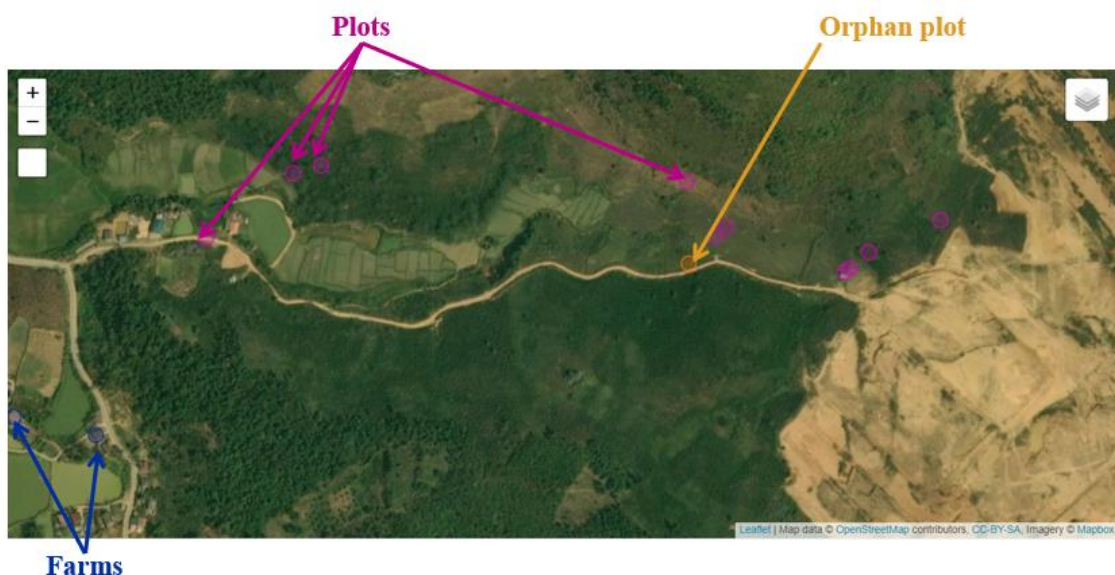 Plots
Orphan plot
+
−
Leaflet | Map data © OpenStreetMap contributors, CC-BY-SA, Imagery © Mapbox
Farms